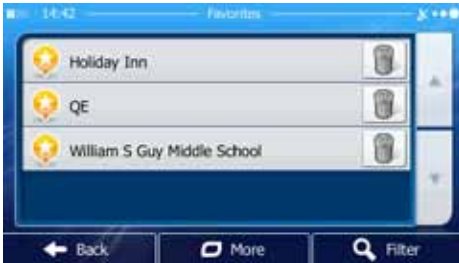 14:42 Favorites
Holiday Inn
QE
William S Guy Middle School
Back More Filter